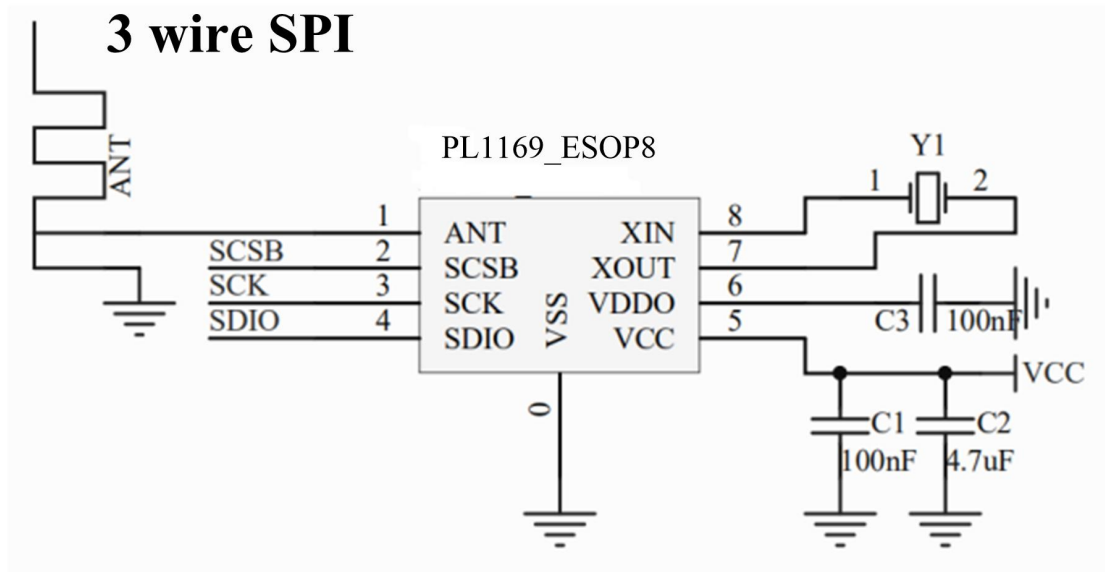 3 wire SPI
ANT
PL1169_ESOP8
Y1
1 2
1 ANT XIN 8
SCSB 2 SCSB XOUT 7
SCK 3 SCK VDDO 6
SDIO 4 SDIO VCC 5
VSS
0
C3 100nF
VCC
C1 C2
100nF 4.7uF